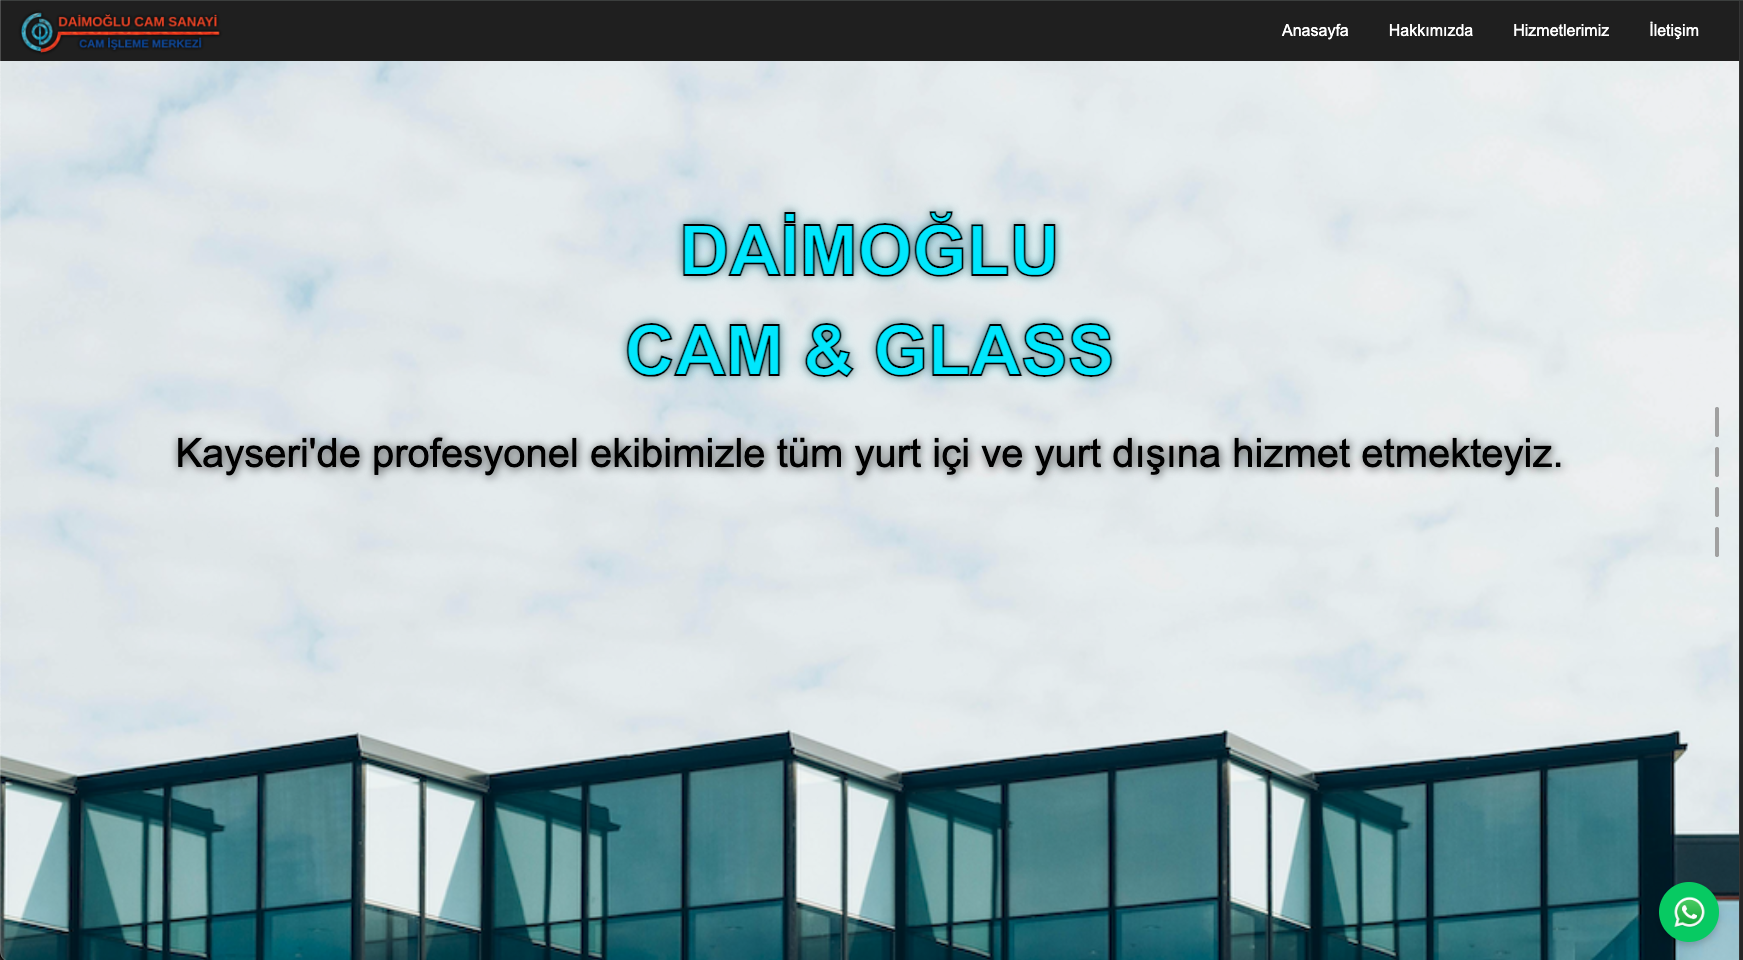 DAİMOĞLU CAM SANAYİ
CAM İŞLEME MERKEZİ
Anasayfa
Hakkımızda
Hizmetlerimiz
İletişim
DAİMOĞLU
CAM & GLASS
Kayseri'de profesyonel ekibimizle tüm yurt içi ve yurt dışına hizmet etmekteyiz.